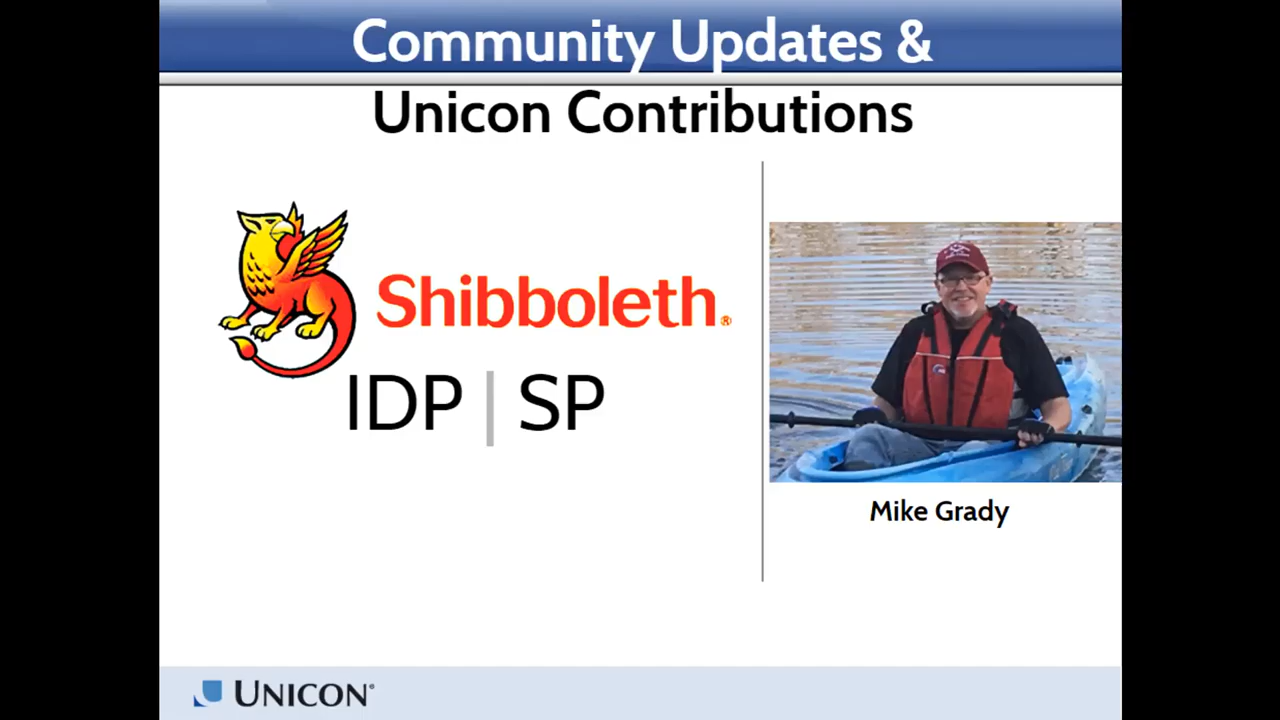 Community Updates &
Unicon Contributions
Shibboleth®
IDP | SP
Mike Grady
UNICON®